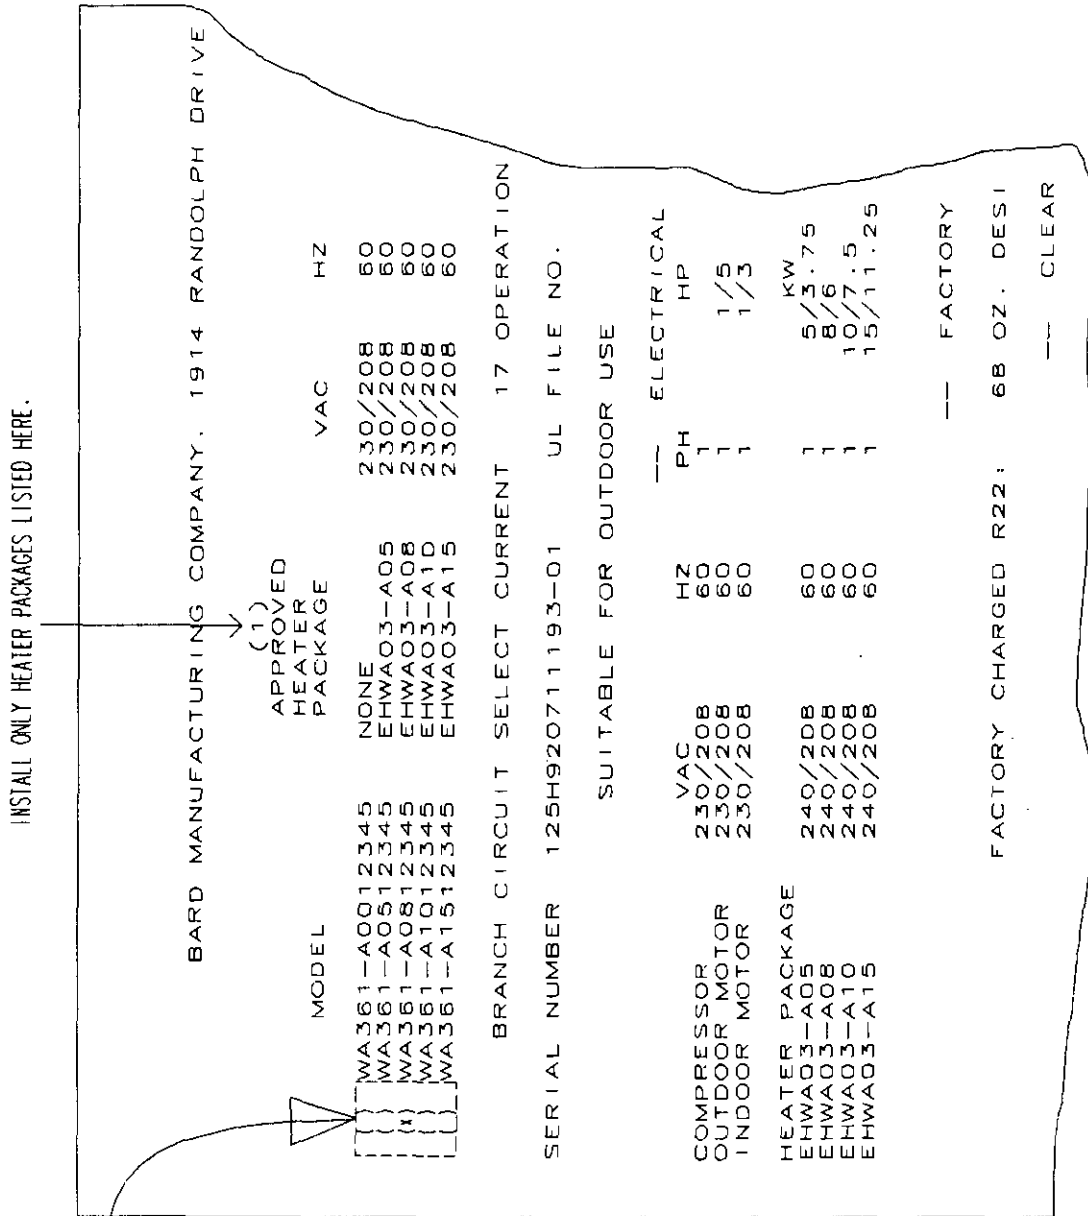 INSTALL ONLY HEATER PACKAGES LISTED HERE.
BARD MANUFACTURING COMPANY, 1914 RANDOLPH DRIVE
(1)
APPROVED
HEATER
MODEL PACKAGE VAC HZ
( ) WA361-A0012345 NONE 230/208 60
( ) WA361-A0512345 EHWA03-A05 230/208 60
(x) WA361-A0812345 EHWA03-A08 230/208 60
( ) WA361-A1012345 EHWA03-A10 230/208 60
( ) WA361-A1512345 EHWA03-A15 230/208 60
BRANCH CIRCUIT SELECT CURRENT 17 OPERATION
SERIAL NUMBER 125H920711193-01 UL FILE NO.
SUITABLE FOR OUTDOOR USE
-- ELECTRICAL
VAC HZ PH HP
COMPRESSOR 230/208 60 1
OUTDOOR MOTOR 230/208 60 1 1/5
INDOOR MOTOR 230/208 60 1 1/3
HEATER PACKAGE KW
EHWA03-A05 240/208 60 1 5/3.75
EHWA03-A08 240/208 60 1 8/6
EHWA03-A10 240/208 60 1 10/7.5
EHWA03-A15 240/208 60 1 15/11.25
-- FACTORY
FACTORY CHARGED R22: 68 OZ. DESI
-- CLEAR